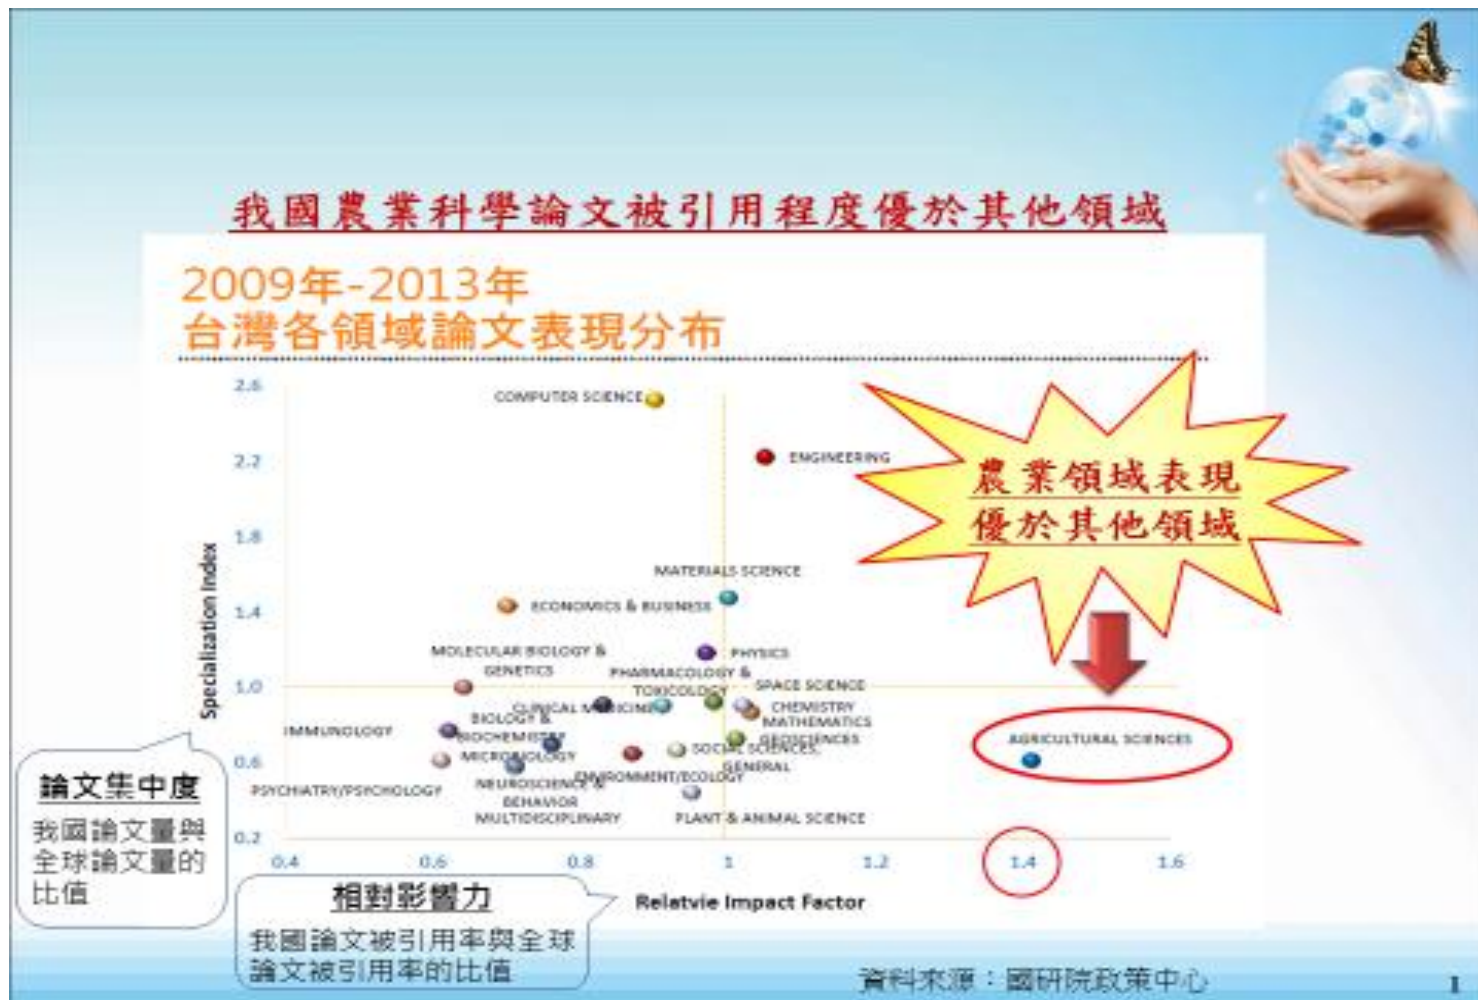 我國農業科學論文被引用程度優於其他領域
2009年-2013年
台灣各領域論文表現分布
2.6
COMPUTER SCIENCE
2.2
ENGINEERING
農業領域表現
優於其他領域
1.8
MATERIALS SCIENCE
1.4
ECONOMICS & BUSINESS
MOLECULAR BIOLOGY &
GENETICS
PHYSICS
PHARMACOLOGY &
TOXICOLOGY
1.0
SPACE SCIENCE
CLINICAL MEDICINE
CHEMISTRY
MATHEMATICS
IMMUNOLOGY
BIOLOGY &
BIOCHEMISTRY
GEOSCIENCES
AGRICULTURAL SCIENCES
MICROBIOLOGY
SOCIAL SCIENCES,
GENERAL
0.6
ENVIRONMENT/ECOLOGY
PSYCHIATRY/PSYCHOLOGY
NEUROSCIENCE &
BEHAVIOR
MULTIDISCIPLINARY
PLANT & ANIMAL SCIENCE
0.2
0.4
0.6
0.8
1
1.2
1.4
1.6
Specialization Index
Relatvie Impact Factor
論文集中度
我國論文量與
全球論文量的
比值
相對影響力
我國論文被引用率與全球
論文被引用率的比值
資料來源：國研院政策中心
1